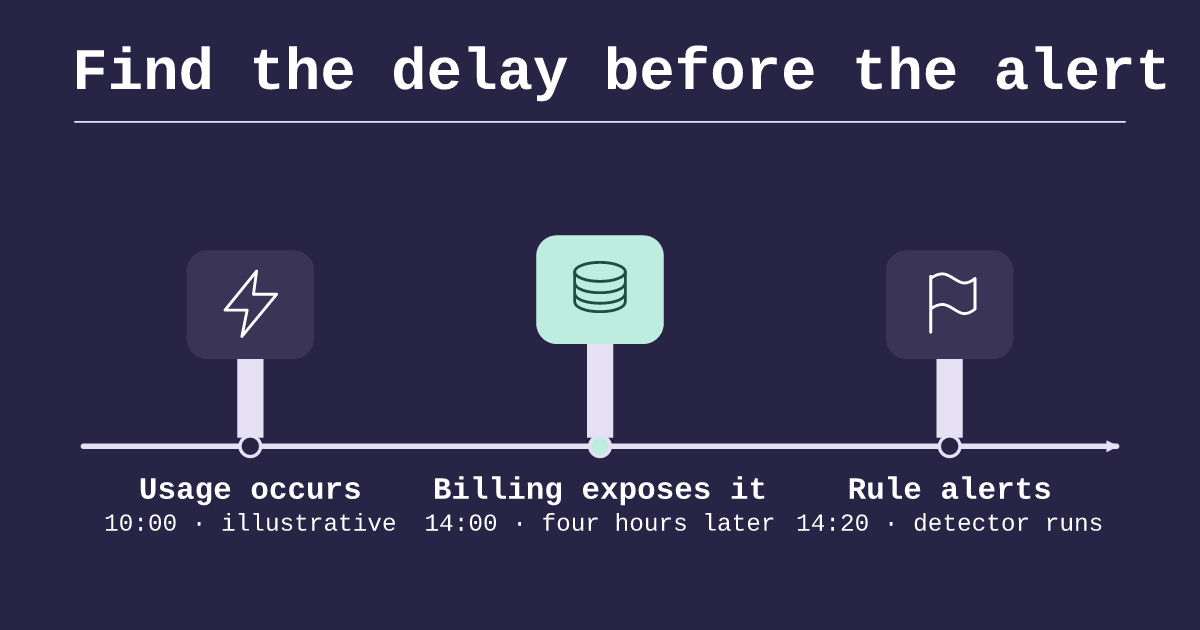 Find the delay before the alert
Usage occurs
10:00 · illustrative
Billing exposes it
14:00 · four hours later
Rule alerts
14:20 · detector runs